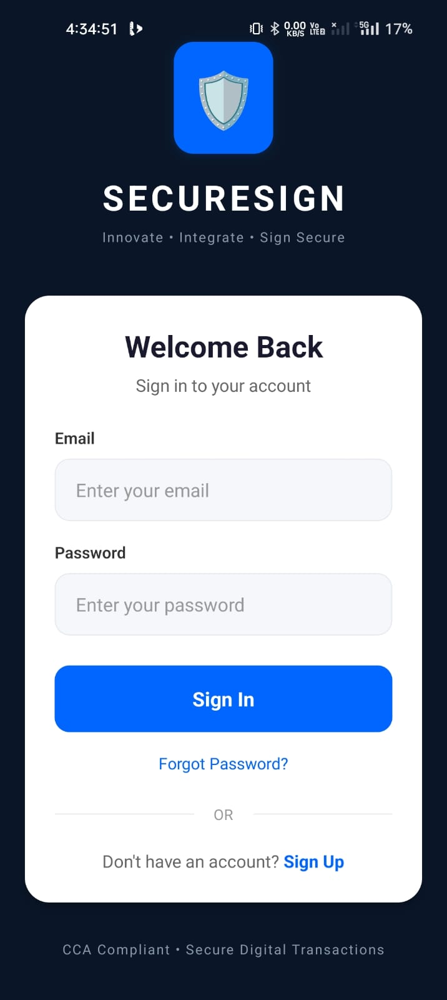 4:34:51 0.00 KB/S Vo LTE2 5G 17%
SECURESIGN
Innovate • Integrate • Sign Secure
Welcome Back
Sign in to your account
Email
Enter your email
Password
Enter your password
Sign In
Forgot Password?
OR
Don't have an account? Sign Up
CCA Compliant • Secure Digital Transactions